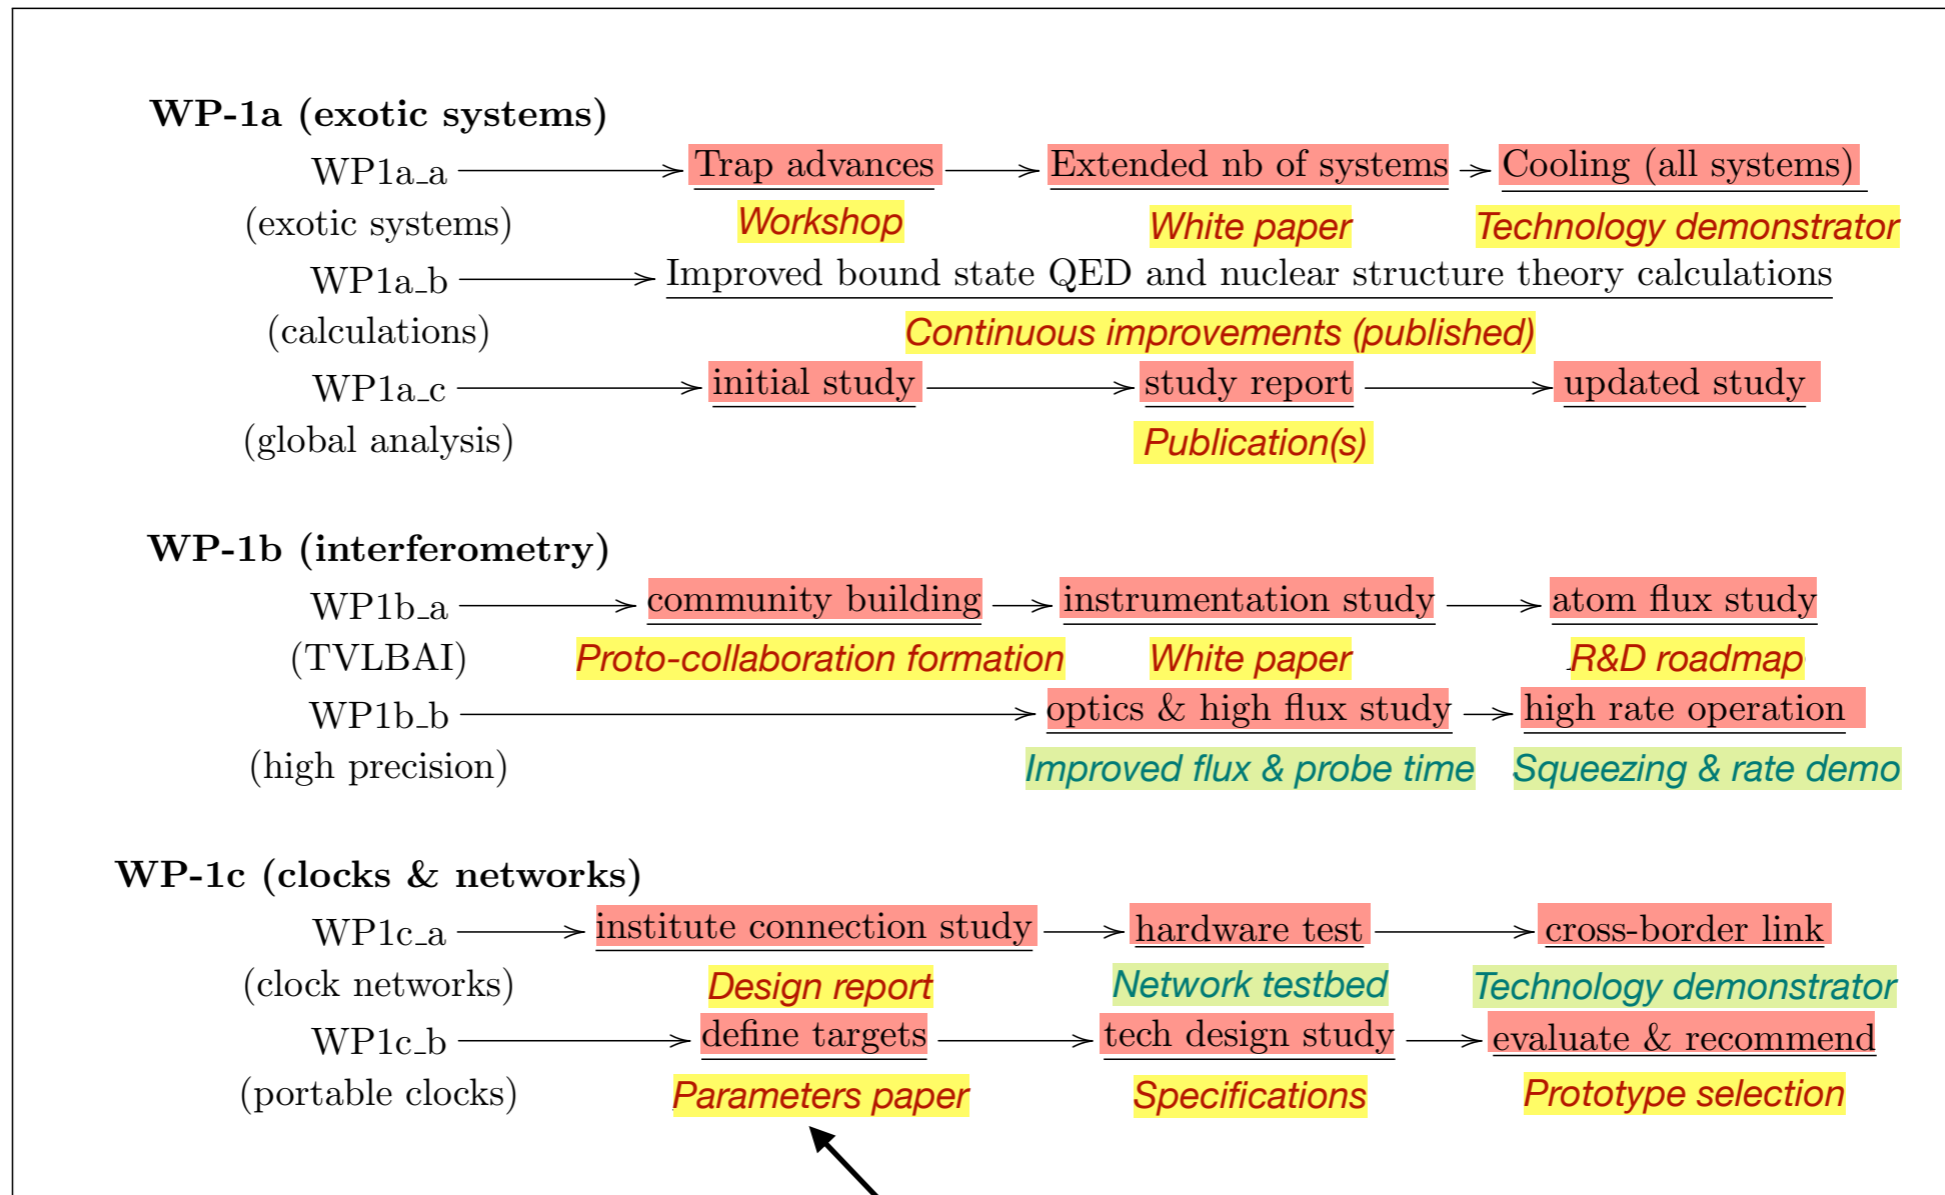 WP-1a (exotic systems)
WP1a_a Trap advances Extended nb of systems Cooling (all systems)
(exotic systems) Workshop White paper Technology demonstrator
WP1a_b Improved bound state QED and nuclear structure theory calculations
(calculations) Continuous improvements (published)
WP1a_c initial study study report updated study
(global analysis) Publication(s)
WP-1b (interferometry)
WP1b_a community building instrumentation study atom flux study
(TVLBAI) Proto-collaboration formation White paper R&D roadmap
WP1b_b optics & high flux study high rate operation
(high precision) Improved flux & probe time Squeezing & rate demo
WP-1c (clocks & networks)
WP1c_a institute connection study hardware test cross-border link
(clock networks) Design report Network testbed Technology demonstrator
WP1c_b define targets tech design study evaluate & recommend
(portable clocks) Parameters paper Specifications Prototype selection